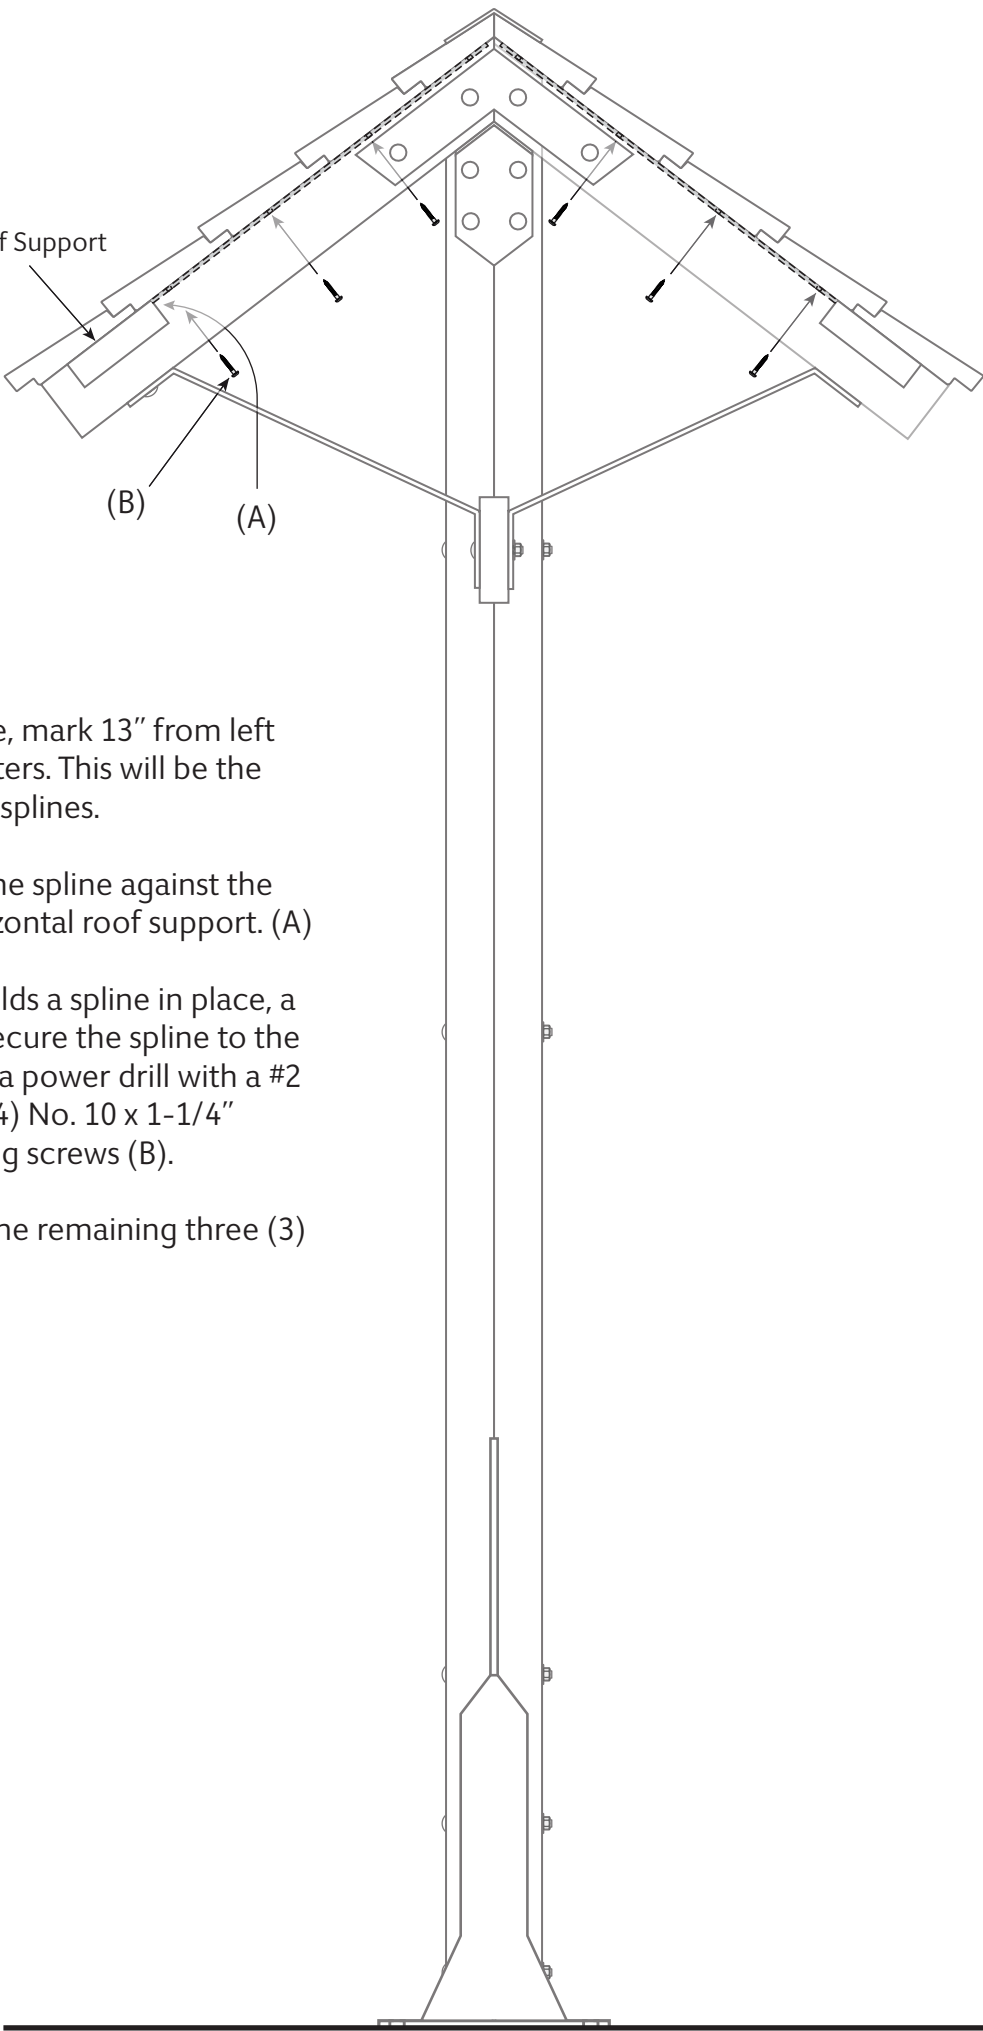 f Support
(B)
(A)
e, mark 13” from left
ters. This will be the
splines.
ne spline against the
zontal roof support. (A)
lds a spline in place, a
ecure the spline to the
a power drill with a #2
4) No. 10 x 1-1/4”
g screws (B).
ne remaining three (3)